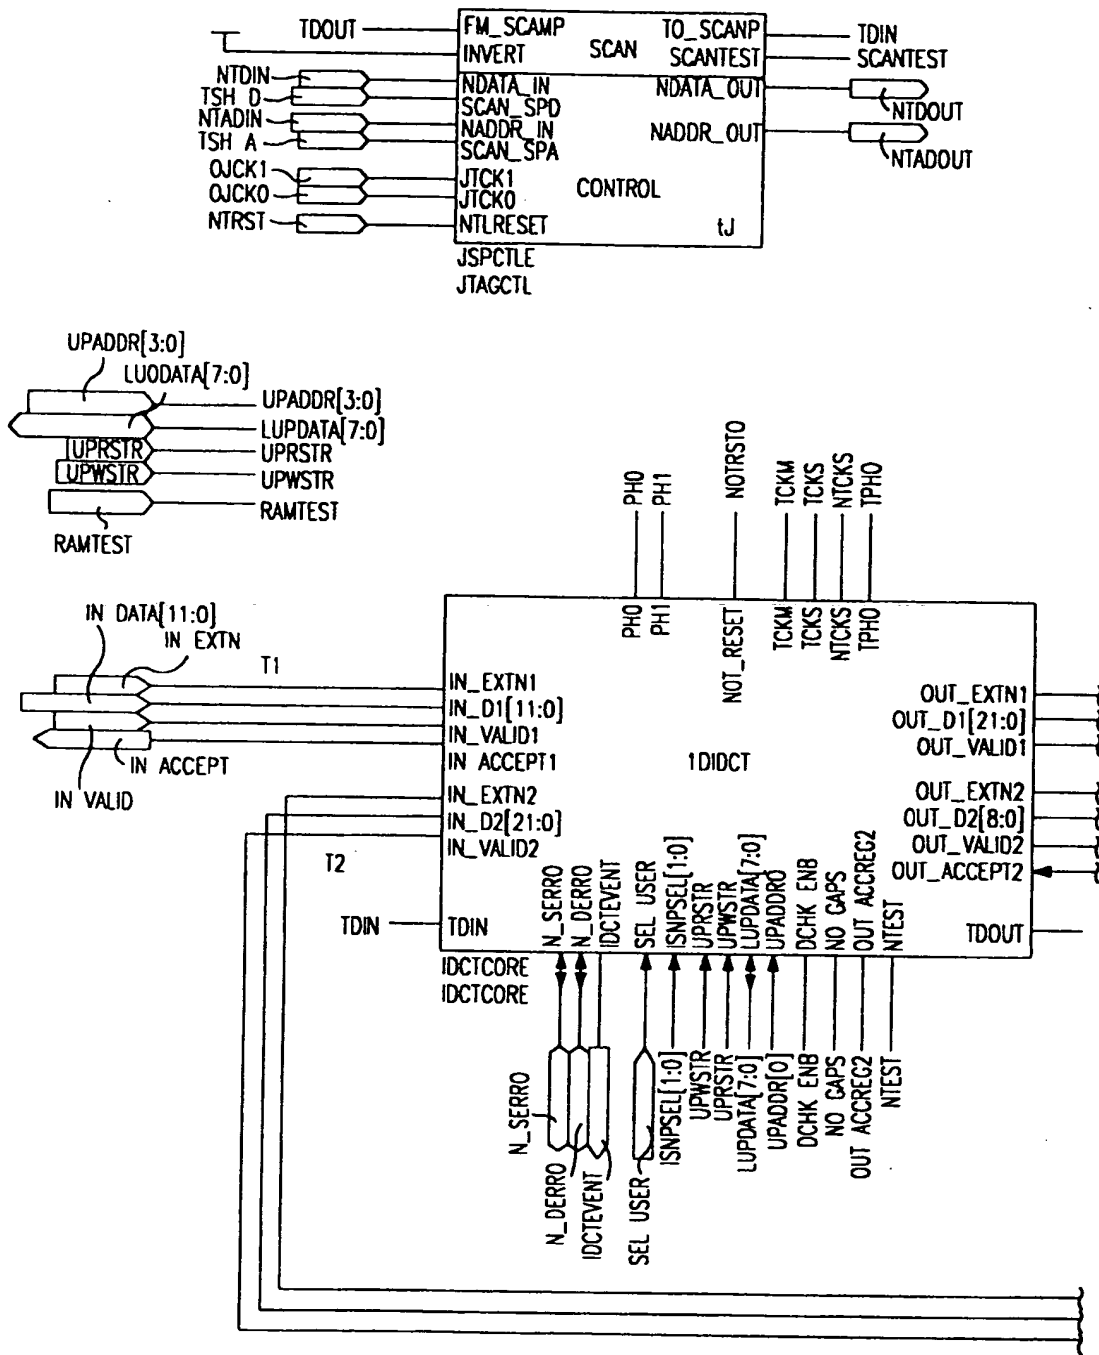 TDOUT
FM_SCAMP
TO_SCANP
TDIN
INVERT
SCAN
SCANTEST
SCANTEST
NTDIN
NDATA_IN
NDATA_OUT
TSH D
SCAN_SPD
NTDOUT
NTADIN
NADDR_IN
NADDR_OUT
TSH A
SCAN_SPA
NTADOUT
OJCK1
JTCK1
CONTROL
OJCK0
JTCK0
NTRST
NTLRESET
tJ
JSPCTLE
JTAGCTL
UPADDR[3:0]
LUODATA[7:0]
UPADDR[3:0]
LUPDATA[7:0]
UPRSTR
UPRSTR
UPWSTR
UPWSTR
RAMTEST
RAMTEST
PH0
PH1
NOTRSTO
TCKM
TCKS
NTCKS
TPHO
PH0
PH1
NOT_RESET
TCKM
TCKS
NTCKS
TPHO
IN DATA[11:0]
IN EXTN
T1
IN ACCEPT
IN VALID
IN_EXTN1
IN_D1[11:0]
IN_VALID1
IN ACCEPT1
IN_EXTN2
IN_D2[21:0]
IN_VALID2
T2
1DIDCT
OUT_EXTN1
OUT_D1[21:0]
OUT_VALID1
OUT_EXTN2
OUT_D2[8:0]
OUT_VALID2
OUT_ACCEPT2
TDIN
TDIN
TDOUT
N_SERRO
N_DERRO
IDCTEVENT
SEL USER
ISNPSEL[1:0]
UPRSTR
UPWSTR
LUPDATA[7:0]
UPADDRO
DCHK ENB
NO GAPS
OUT ACCREG2
NTEST
IDCTCORE
IDCTCORE
N_SERRO
N_DERRO
IDCTEVENT
SEL USER
ISNPSEL[1:0]
UPWSTR
UPRSTR
LUPDATA[7:0]
UPADDR[0]
DCHK ENB
NO GAPS
OUT ACCREG2
NTEST